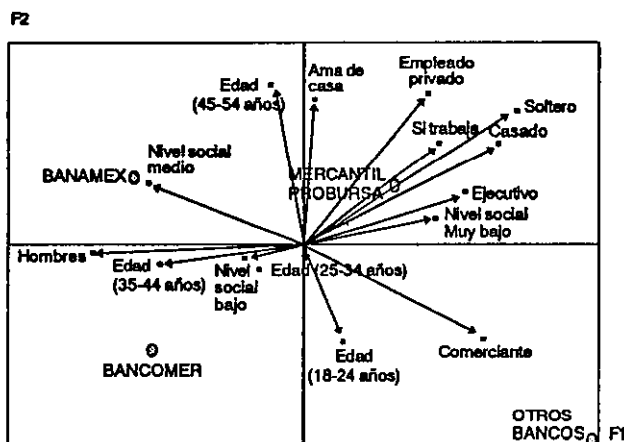 F2
Edad
(45-54 años)
Ama de
casa
Empleado
privado
Soltero
Si trabaja
Casado
Nivel social
medio
BANAMEX
MERCANTIL
PROBURSA
Ejecutivo
Nivel social
Muy bajo
Hombres
Edad
(35-44 años)
Nivel
social
bajo
Edad (25-34 años)
BANCOMER
Edad
(18-24 años)
Comerciante
OTROS
BANCOS
F1